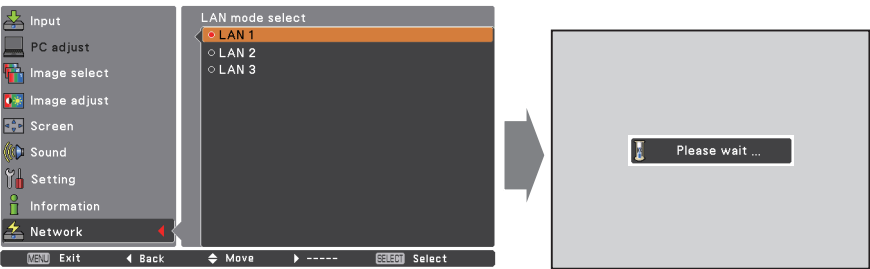 Input
PC adjust
Image select
Image adjust
Screen
Sound
Setting
Information
Network
LAN mode select
LAN 1
LAN 2
LAN 3
MENU Exit Back Move ----- SELECT Select
Please wait ...